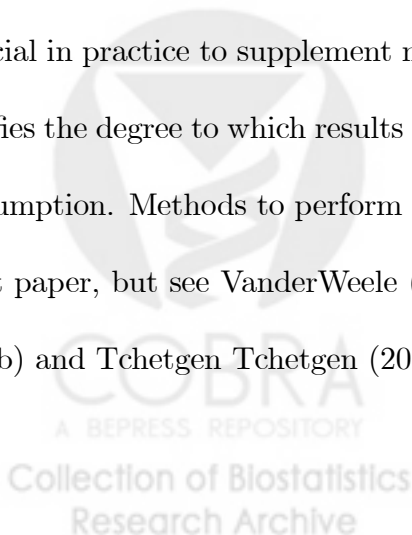 cial in practice to supplement
fies the degree to which results
umption. Methods to perform
t paper, but see VanderWeele (
b) and Tchetgen Tchetgen (20
COBRA
A BEPRESS REPOSITORY
Collection of Biostatistics
Research Archive